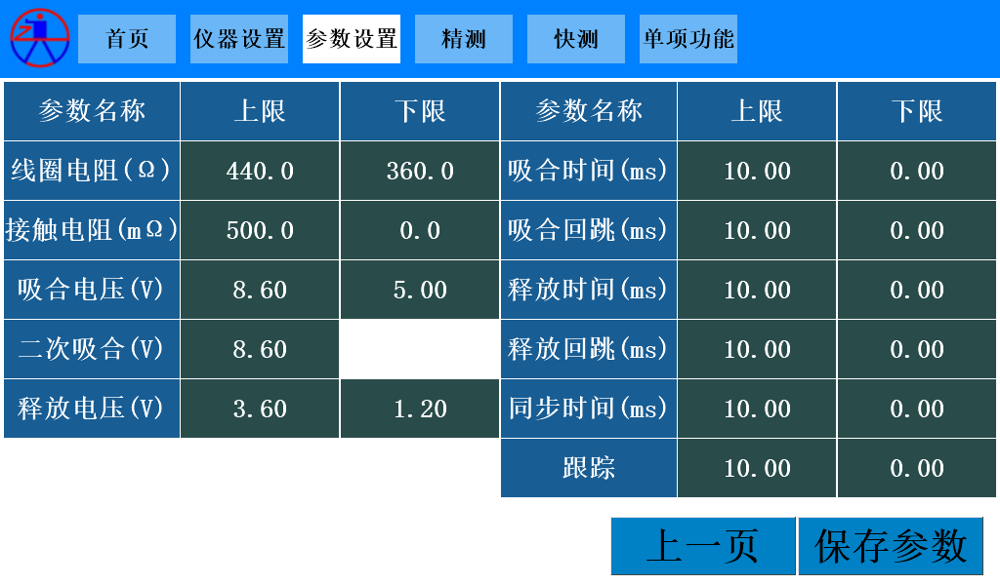 首页 仪器设置 参数设置 精测 快测 单项功能
参数名称 上限 下限 参数名称 上限 下限
线圈电阻(Ω) 440.0 360.0 吸合时间(ms) 10.00 0.00
接触电阻(mΩ) 500.0 0.0 吸合回跳(ms) 10.00 0.00
吸合电压(V) 8.60 5.00 释放时间(ms) 10.00 0.00
二次吸合(V) 8.60 释放回跳(ms) 10.00 0.00
释放电压(V) 3.60 1.20 同步时间(ms) 10.00 0.00
跟踪 10.00 0.00
上一页 保存参数